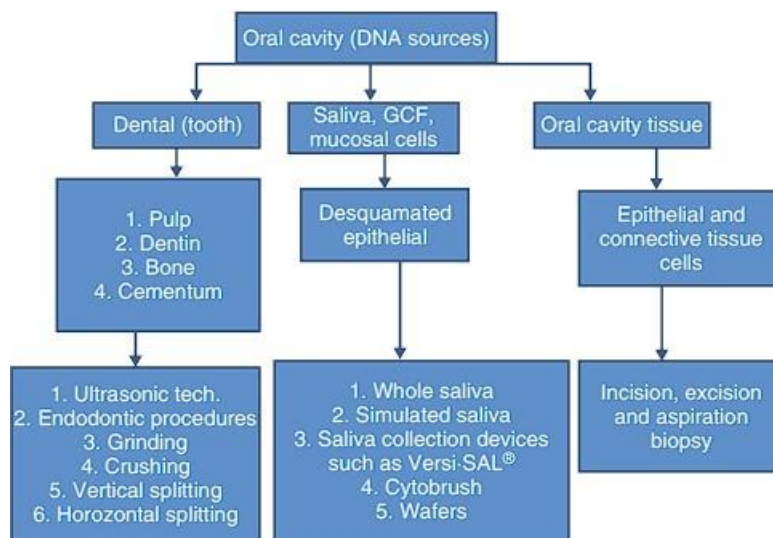 Oral cavity (DNA sources)
Dental (tooth)
Saliva, GCF,
mucosal cells
Oral cavity tissue
1. Pulp
2. Dentin
3. Bone
4. Cementum
Desquamated
epithelial
Epithelial and
connective tissue
cells
1. Ultrasonic tech.
2. Endodontic procedures
3. Grinding
4. Crushing
5. Vertical splitting
6. Horozontal splitting
1. Whole saliva
2. Simulated saliva
3. Saliva collection devices
such as Versi·SAL®
4. Cytobrush
5. Wafers
Incision, excision
and aspiration
biopsy